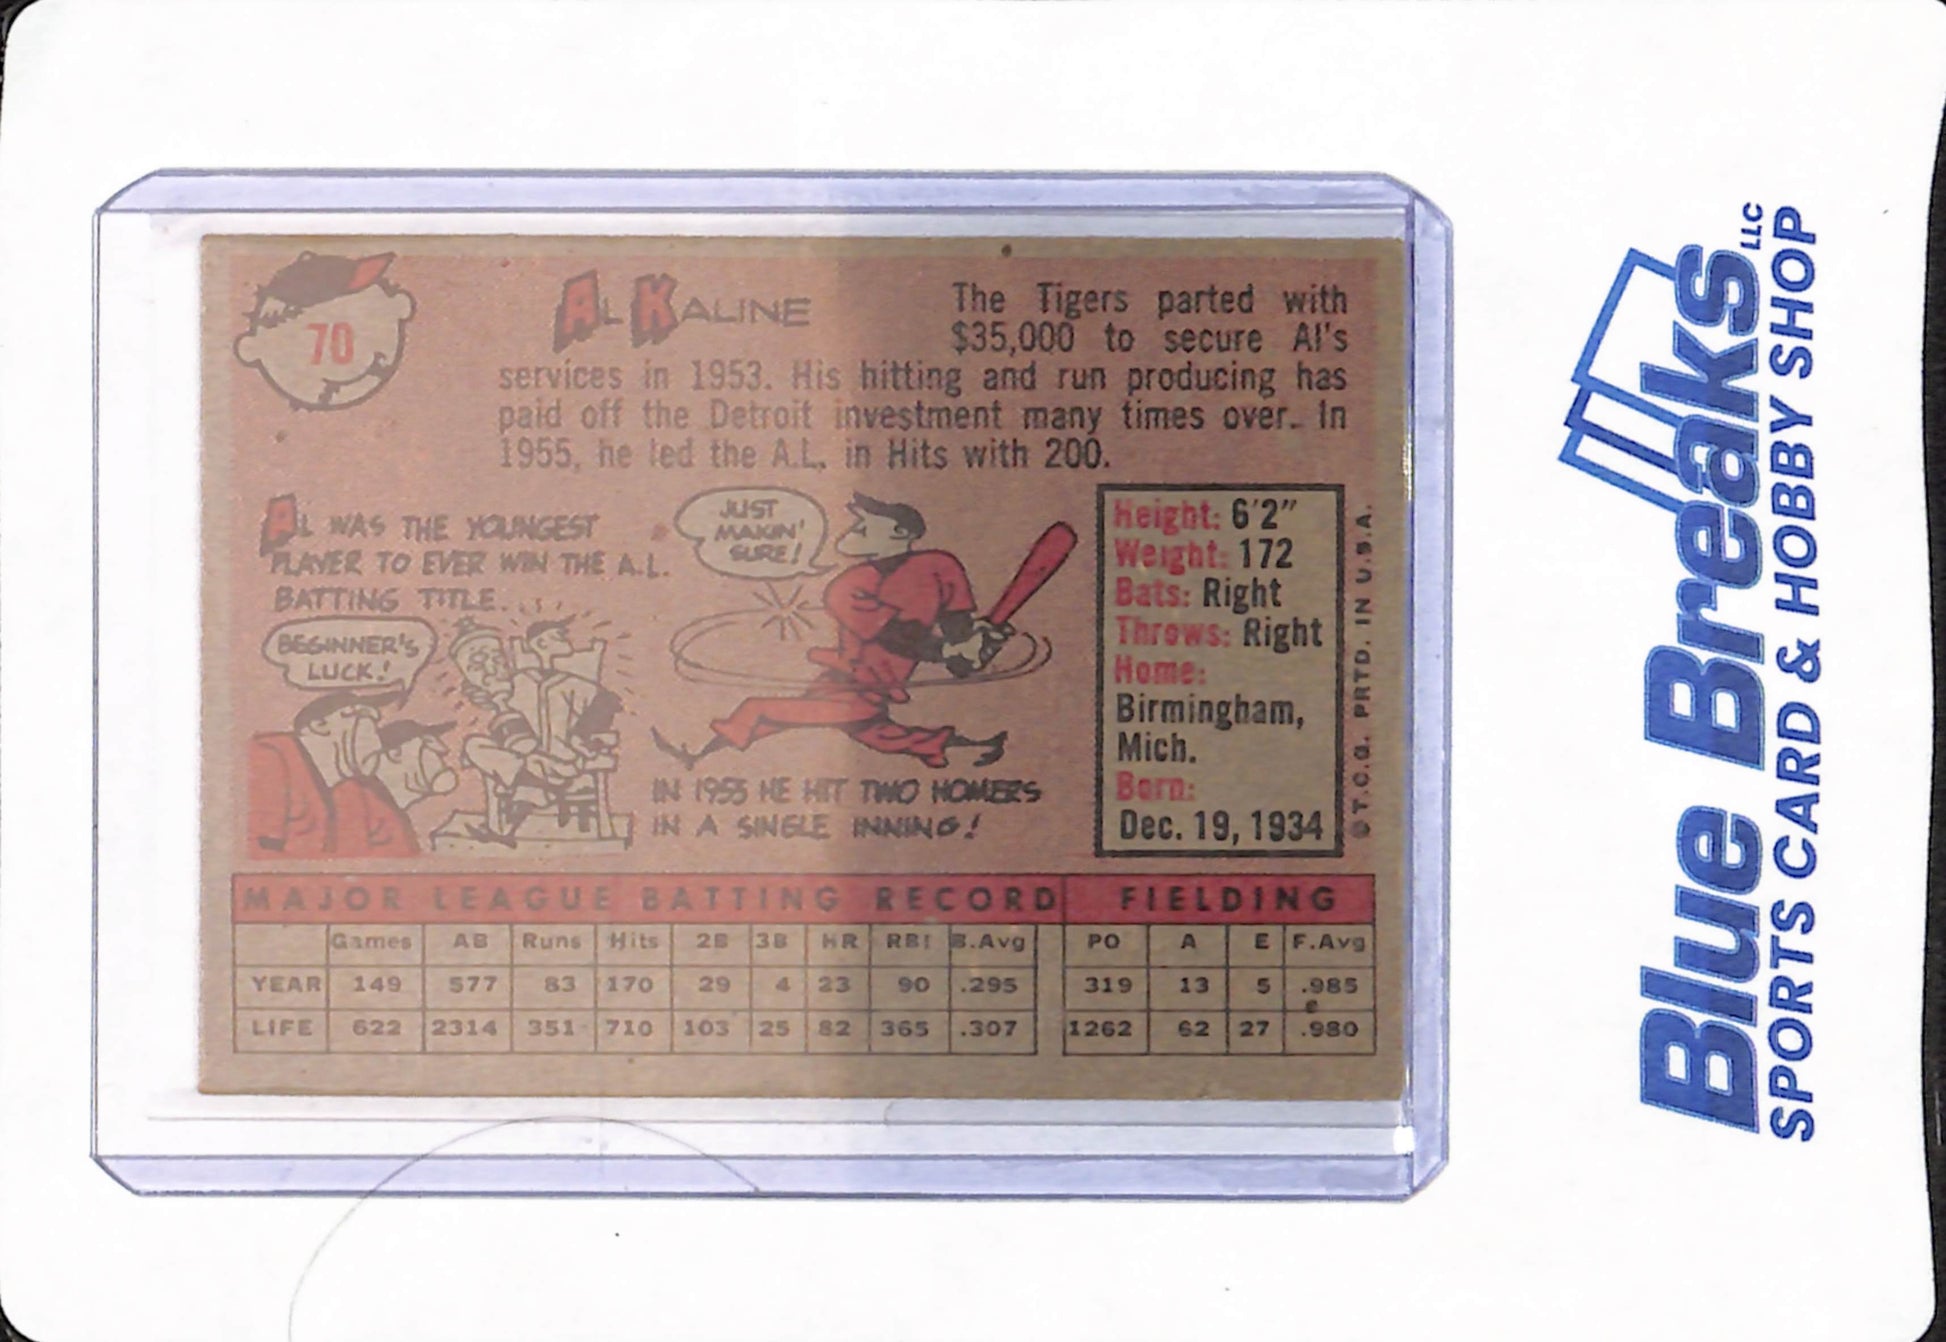 70
AL KALINE
The Tigers parted with
$35,000 to secure Al's
services in 1953. His hitting and run producing has
paid off the Detroit investment many times over. In
1955, he led the A.L. in Hits with 200.
AL WAS THE YOUNGEST
PLAYER TO EVER WIN THE A.L.
BATTING TITLE....
BEGINNER'S
LUCK!
JUST
MAKIN'
SURE!
IN 1955 HE HIT TWO HOMERS
IN A SINGLE INNING!
Height: 6'2"
Weight: 172
Bats: Right
Throws: Right
Home:
Birmingham,
Mich.
Born:
Dec. 19, 1934
© T.C.G. PRTD. IN U.S.A.
MAJOR LEAGUE BATTING RECORD FIELDING
Games AB Runs Hits 2B 3B HR RBI B.Avg PO A E F.Avg
YEAR 149 577 83 170 29 4 23 90 .295 319 13 5 .985
LIFE 622 2314 351 710 103 25 82 365 .307 1262 62 27 .980
Blue Breaks LLC
SPORTS CARD & HOBBY SHOP